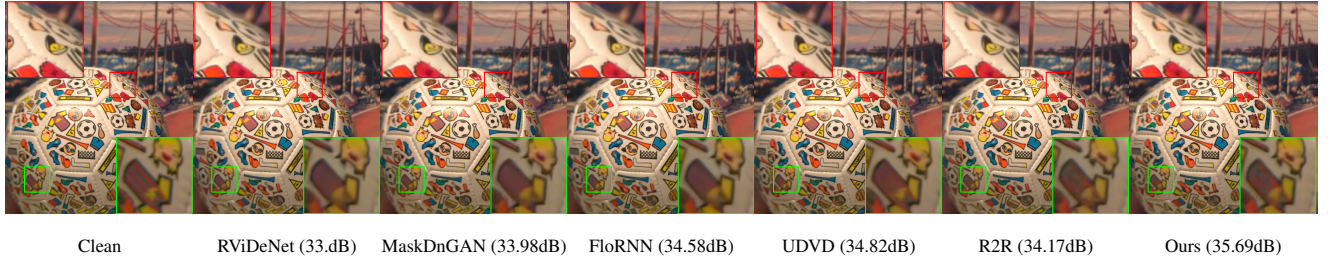 Clean RViDeNet (33.dB) MaskDnGAN (33.98dB) FloRNN (34.58dB) UDVD (34.82dB) R2R (34.17dB) Ours (35.69dB)